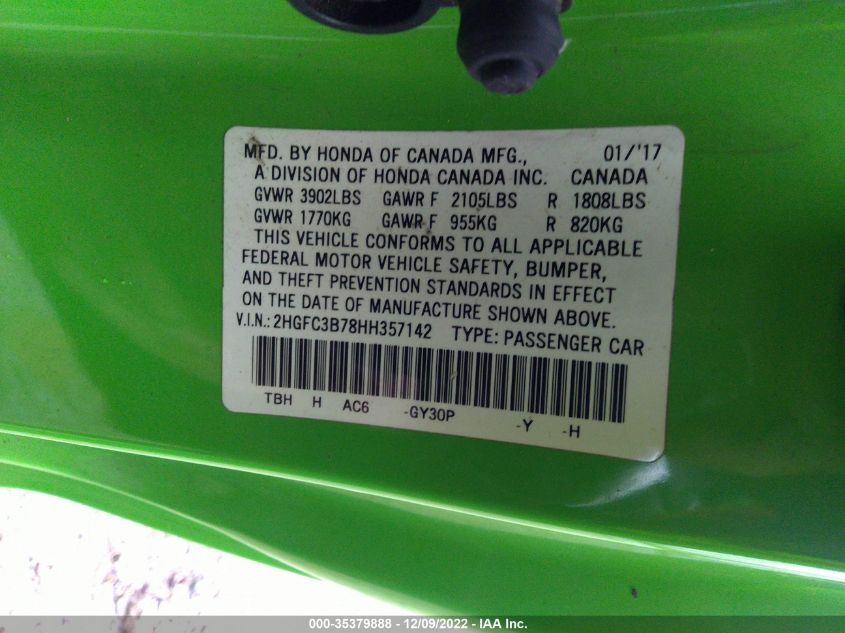 MFD. BY HONDA OF CANADA MFG., 01/'17
A DIVISION OF HONDA CANADA INC. CANADA
GVWR 3902LBS GAWR F 2105LBS R 1808LBS
GVWR 1770KG GAWR F 955KG R 820KG
THIS VEHICLE CONFORMS TO ALL APPLICABLE
FEDERAL MOTOR VEHICLE SAFETY, BUMPER,
AND THEFT PREVENTION STANDARDS IN EFFECT
ON THE DATE OF MANUFACTURE SHOWN ABOVE.
V.I.N.: 2HGFC3B78HH357142 TYPE: PASSENGER CAR
TBH H AC6 -GY30P -Y -H
000-35379888 - 12/09/2022 - IAA Inc.